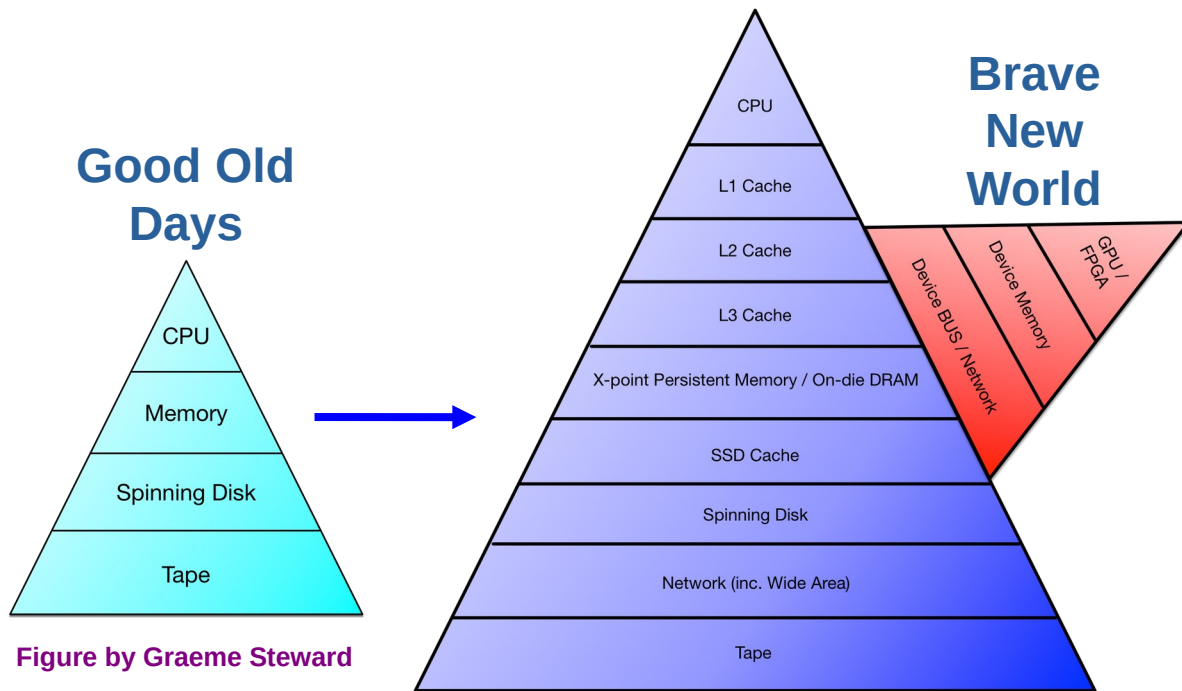 Good Old
Days
CPU
Memory
Spinning Disk
Tape
Figure by Graeme Steward
CPU
L1 Cache
L2 Cache
L3 Cache
X-point Persistent Memory / On-die DRAM
SSD Cache
Spinning Disk
Network (inc. Wide Area)
Tape
Brave
New
World
Device BUS / Network
Device Memory
GPU /
FPGA